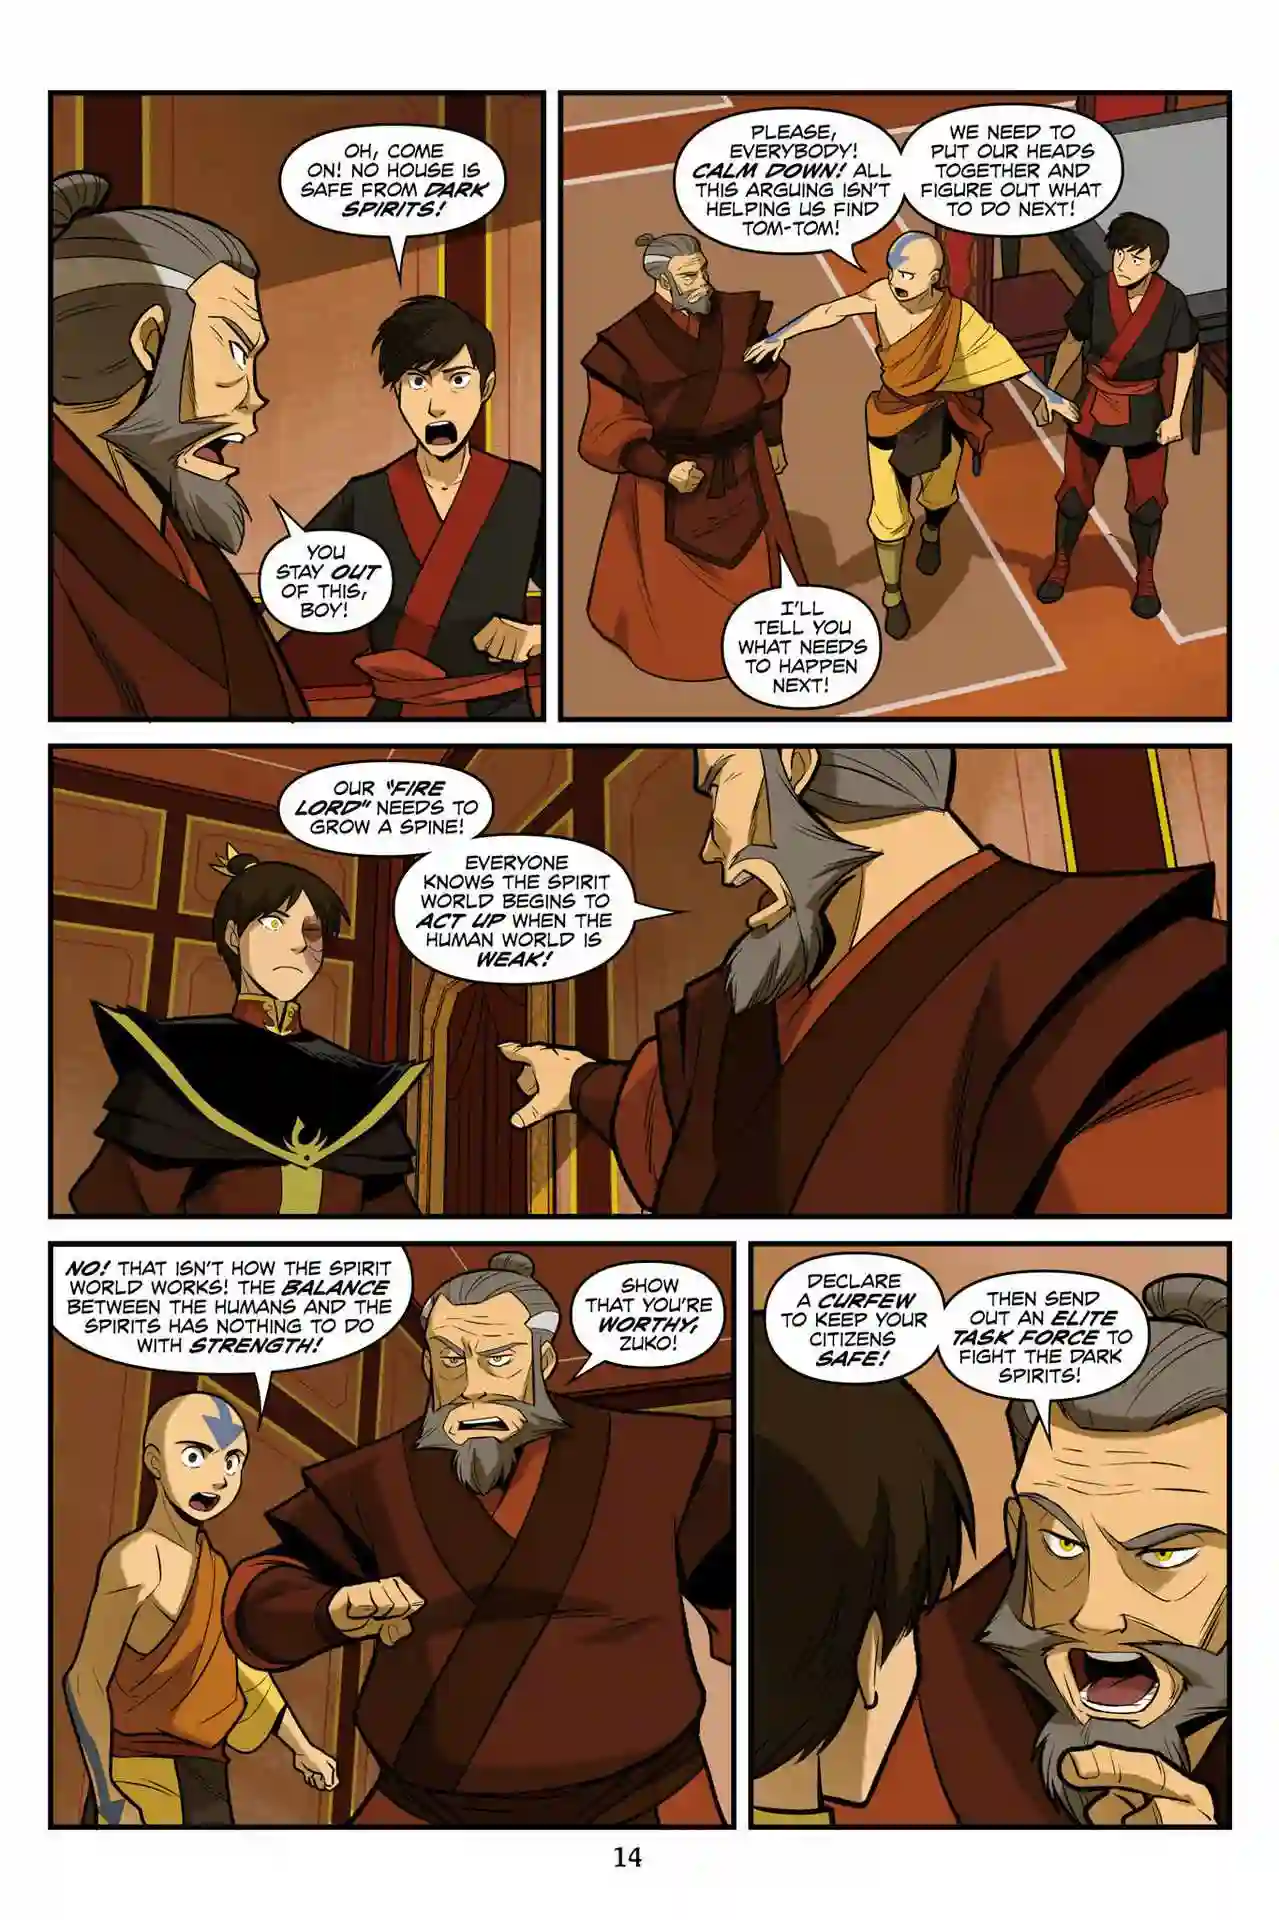 OH, COME
ON! NO HOUSE IS
SAFE FROM DARK
SPIRITS!
YOU
STAY OUT
OF THIS,
BOY!
PLEASE,
EVERYBODY!
CALM DOWN! ALL
THIS ARGUING ISN'T
HELPING US FIND
TOM-TOM!
WE NEED TO
PUT OUR HEADS
TOGETHER AND
FIGURE OUT WHAT
TO DO NEXT!
I'LL
TELL YOU
WHAT NEEDS
TO HAPPEN
NEXT!
OUR "FIRE
LORD" NEEDS TO
GROW A SPINE!
EVERYONE
KNOWS THE SPIRIT
WORLD BEGINS TO
ACT UP WHEN THE
HUMAN WORLD IS
WEAK!
NO! THAT ISN'T HOW THE SPIRIT
WORLD WORKS! THE BALANCE
BETWEEN THE HUMANS AND THE
SPIRITS HAS NOTHING TO DO
WITH STRENGTH!
SHOW
THAT YOU'RE
WORTHY,
ZUKO!
DECLARE
A CURFEW
TO KEEP YOUR
CITIZENS
SAFE!
THEN SEND
OUT AN ELITE
TASK FORCE TO
FIGHT THE DARK
SPIRITS!
14